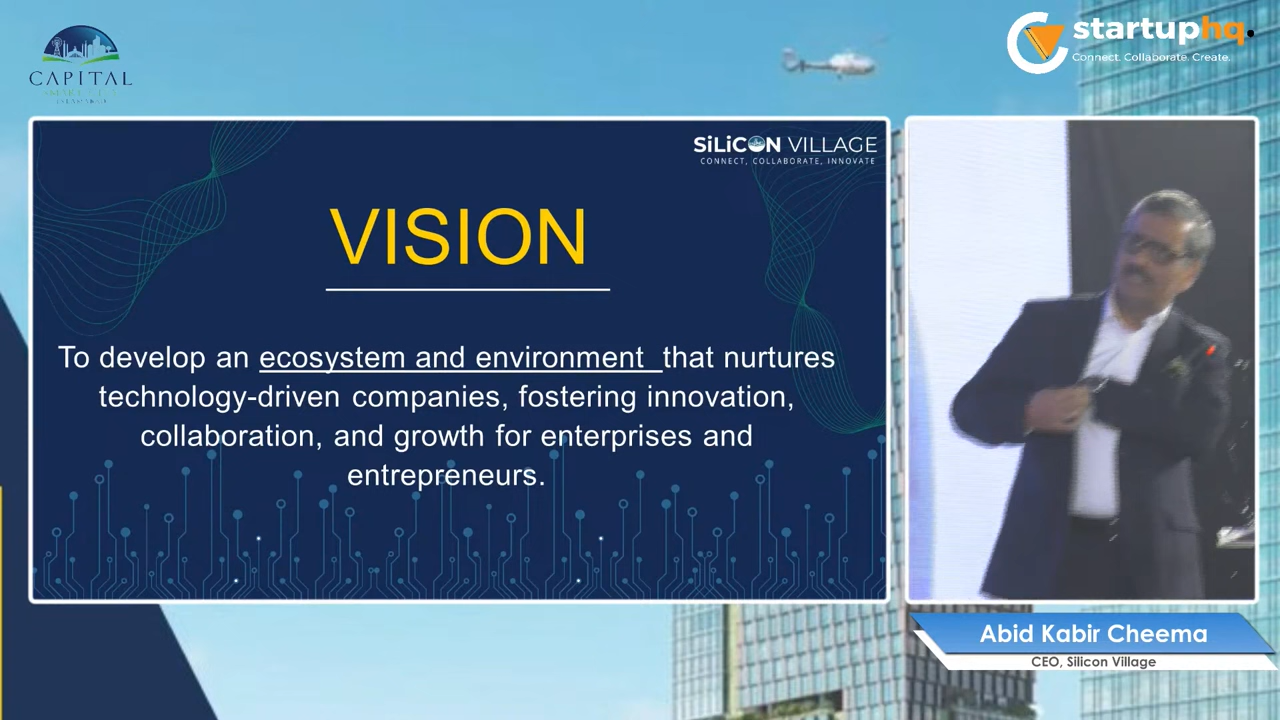 CAPITAL
startuphq.
Connect. Collaborate. Create.
SiLiCON VILLAGE
CONNECT, COLLABORATE, INNOVATE
VISION
To develop an ecosystem and environment that nurtures
technology-driven companies, fostering innovation,
collaboration, and growth for enterprises and
entrepreneurs.
Abid Kabir Cheema
CEO, Silicon Village